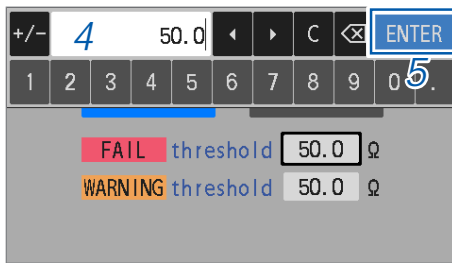 +/- 4 50.0 C ENTER
1 2 3 4 5 6 7 8 9 0 5 .
FAIL threshold 50.0 Ω
WARNING threshold 50.0 Ω